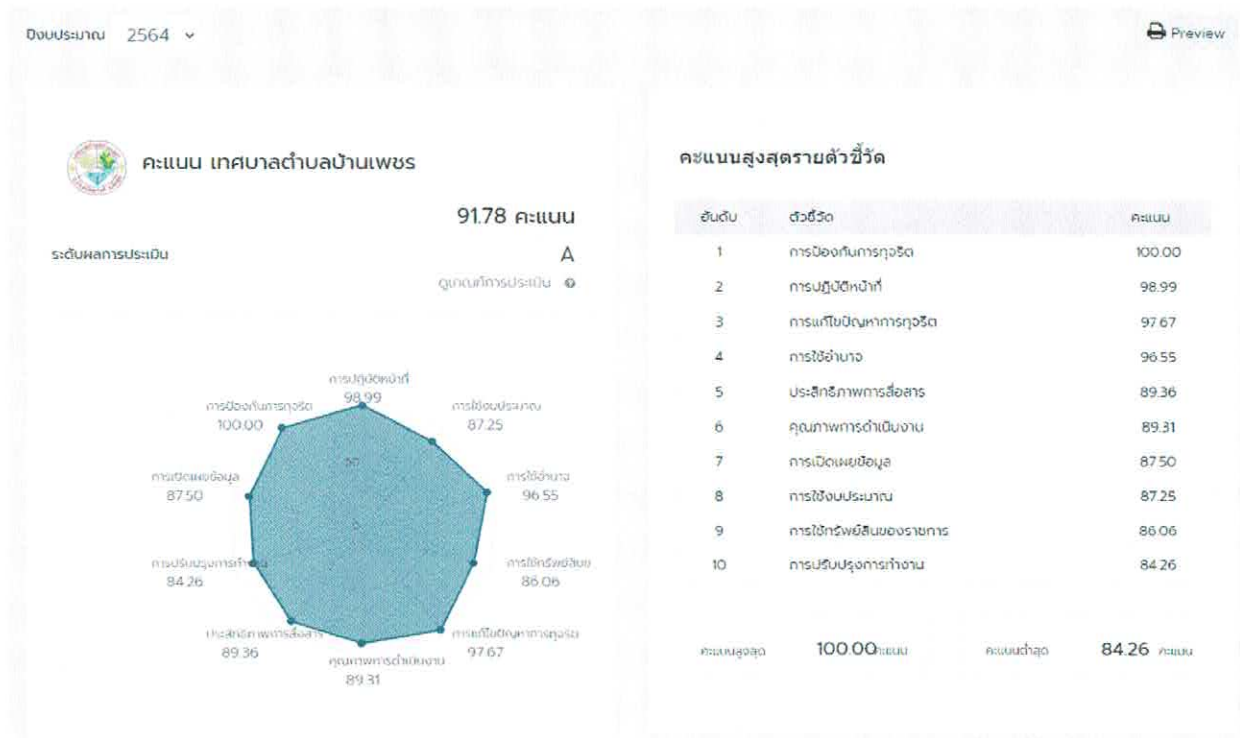 ปีงบประมาณ 2564
Preview
คะแนน เทศบาลตำบลบ้านเพชร
91.78 คะแนน
ระดับผลการประเมิน A
ดูเกณฑ์การประเมิน
การปฏิบัติหน้าที่
98.99
การป้องกันการทุจริต
100.00
การใช้งบประมาณ
87.25
50
การเปิดเผยข้อมูล
87.50
การใช้อำนาจ
96.55
0
การปรับปรุงการทำงาน
84.26
การใช้ทรัพย์สินข
86.06
ประสิทธิภาพการสื่อสาร
89.36
การแก้ไขปัญหาการทุจริต
97.67
คุณภาพการดำเนินงาน
89.31
คะแนนสูงสุดรายตัวชี้วัด
อันดับ ตัวชี้วัด คะแนน
1 การป้องกันการทุจริต 100.00
2 การปฏิบัติหน้าที่ 98.99
3 การแก้ไขปัญหาการทุจริต 97.67
4 การใช้อำนาจ 96.55
5 ประสิทธิภาพการสื่อสาร 89.36
6 คุณภาพการดำเนินงาน 89.31
7 การเปิดเผยข้อมูล 87.50
8 การใช้งบประมาณ 87.25
9 การใช้ทรัพย์สินของราชการ 86.06
10 การปรับปรุงการทำงาน 84.26
คะแนนสูงสุด 100.00 คะแนน คะแนนต่ำสุด 84.26 คะแนน